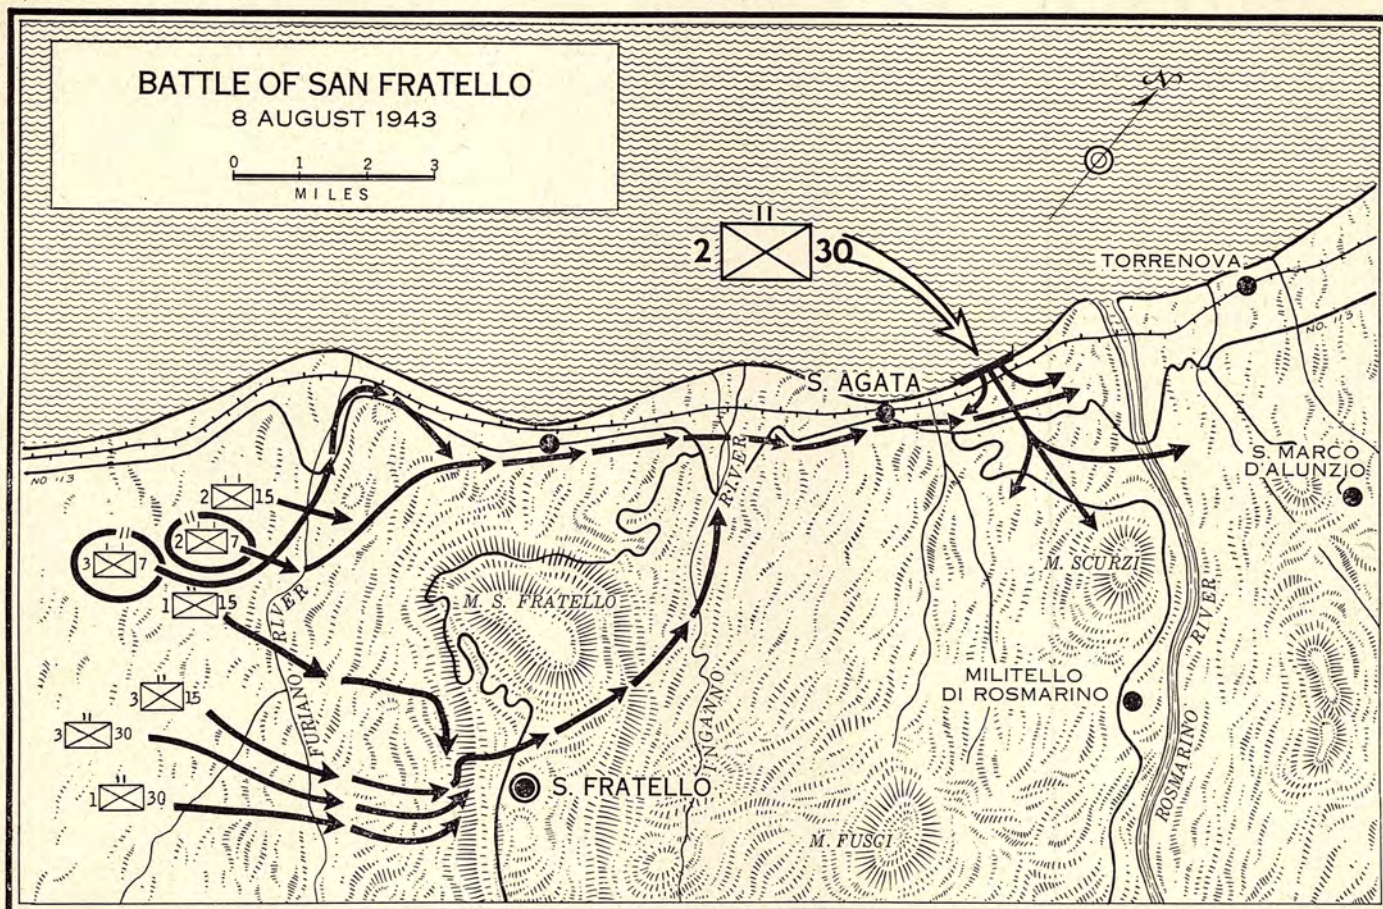 BATTLE OF SAN FRATELLO
8 AUGUST 1943
0 1 2 3
MILES
N
2 30
TORRENOVA
NO. 113
S. AGATA
S. MARCO
D'ALUNZIO
NO 113
2 15
2 7
3 7
1 15
RIVER
FURIANO
M. S. FRATELLO
RIVER
INGANO
M. SCURZI
RIVER
ROSMARINO
MILITELLO
DI ROSMARINO
3 15
3 30
1 30
S. FRATELLO
M. FUSCI